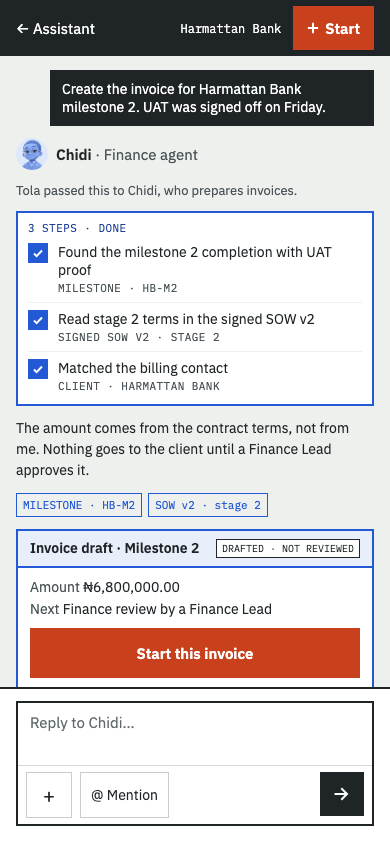 ← Assistant
Harmattan Bank
+ Start
Create the invoice for Harmattan Bank
milestone 2. UAT was signed off on Friday.
Chidi · Finance agent
Tola passed this to Chidi, who prepares invoices.
3 STEPS · DONE
Found the milestone 2 completion with UAT
proof
MILESTONE · HB-M2
Read stage 2 terms in the signed SOW v2
SIGNED SOW V2 · STAGE 2
Matched the billing contact
CLIENT · HARMATTAN BANK
The amount comes from the contract terms, not from
me. Nothing goes to the client until a Finance Lead
approves it.
MILESTONE · HB-M2
SOW v2 · stage 2
Invoice draft · Milestone 2
DRAFTED · NOT REVIEWED
Amount ₦6,800,000.00
Next Finance review by a Finance Lead
Start this invoice
Reply to Chidi…
+
@ Mention
→